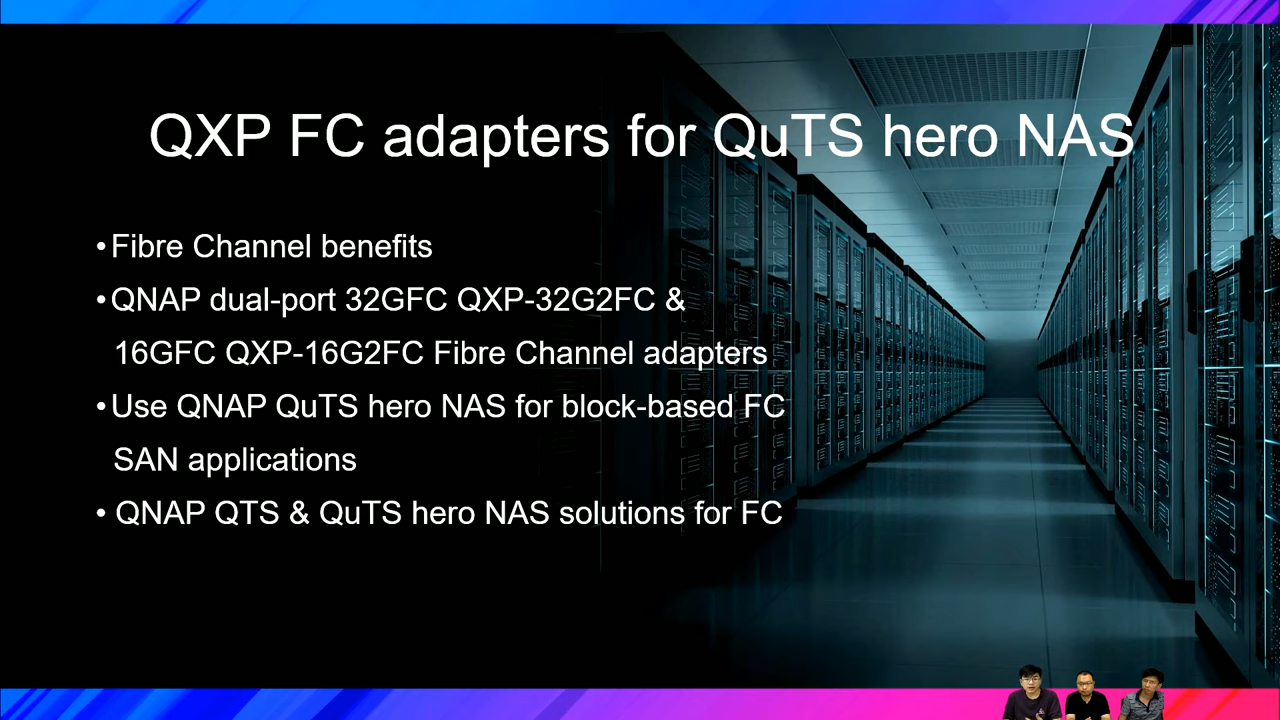 QXP FC adapters for QuTS hero NAS
• Fibre Channel benefits
• QNAP dual-port 32GFC QXP-32G2FC &
16GFC QXP-16G2FC Fibre Channel adapters
• Use QNAP QuTS hero NAS for block-based FC
SAN applications
• QNAP QTS & QuTS hero NAS solutions for FC